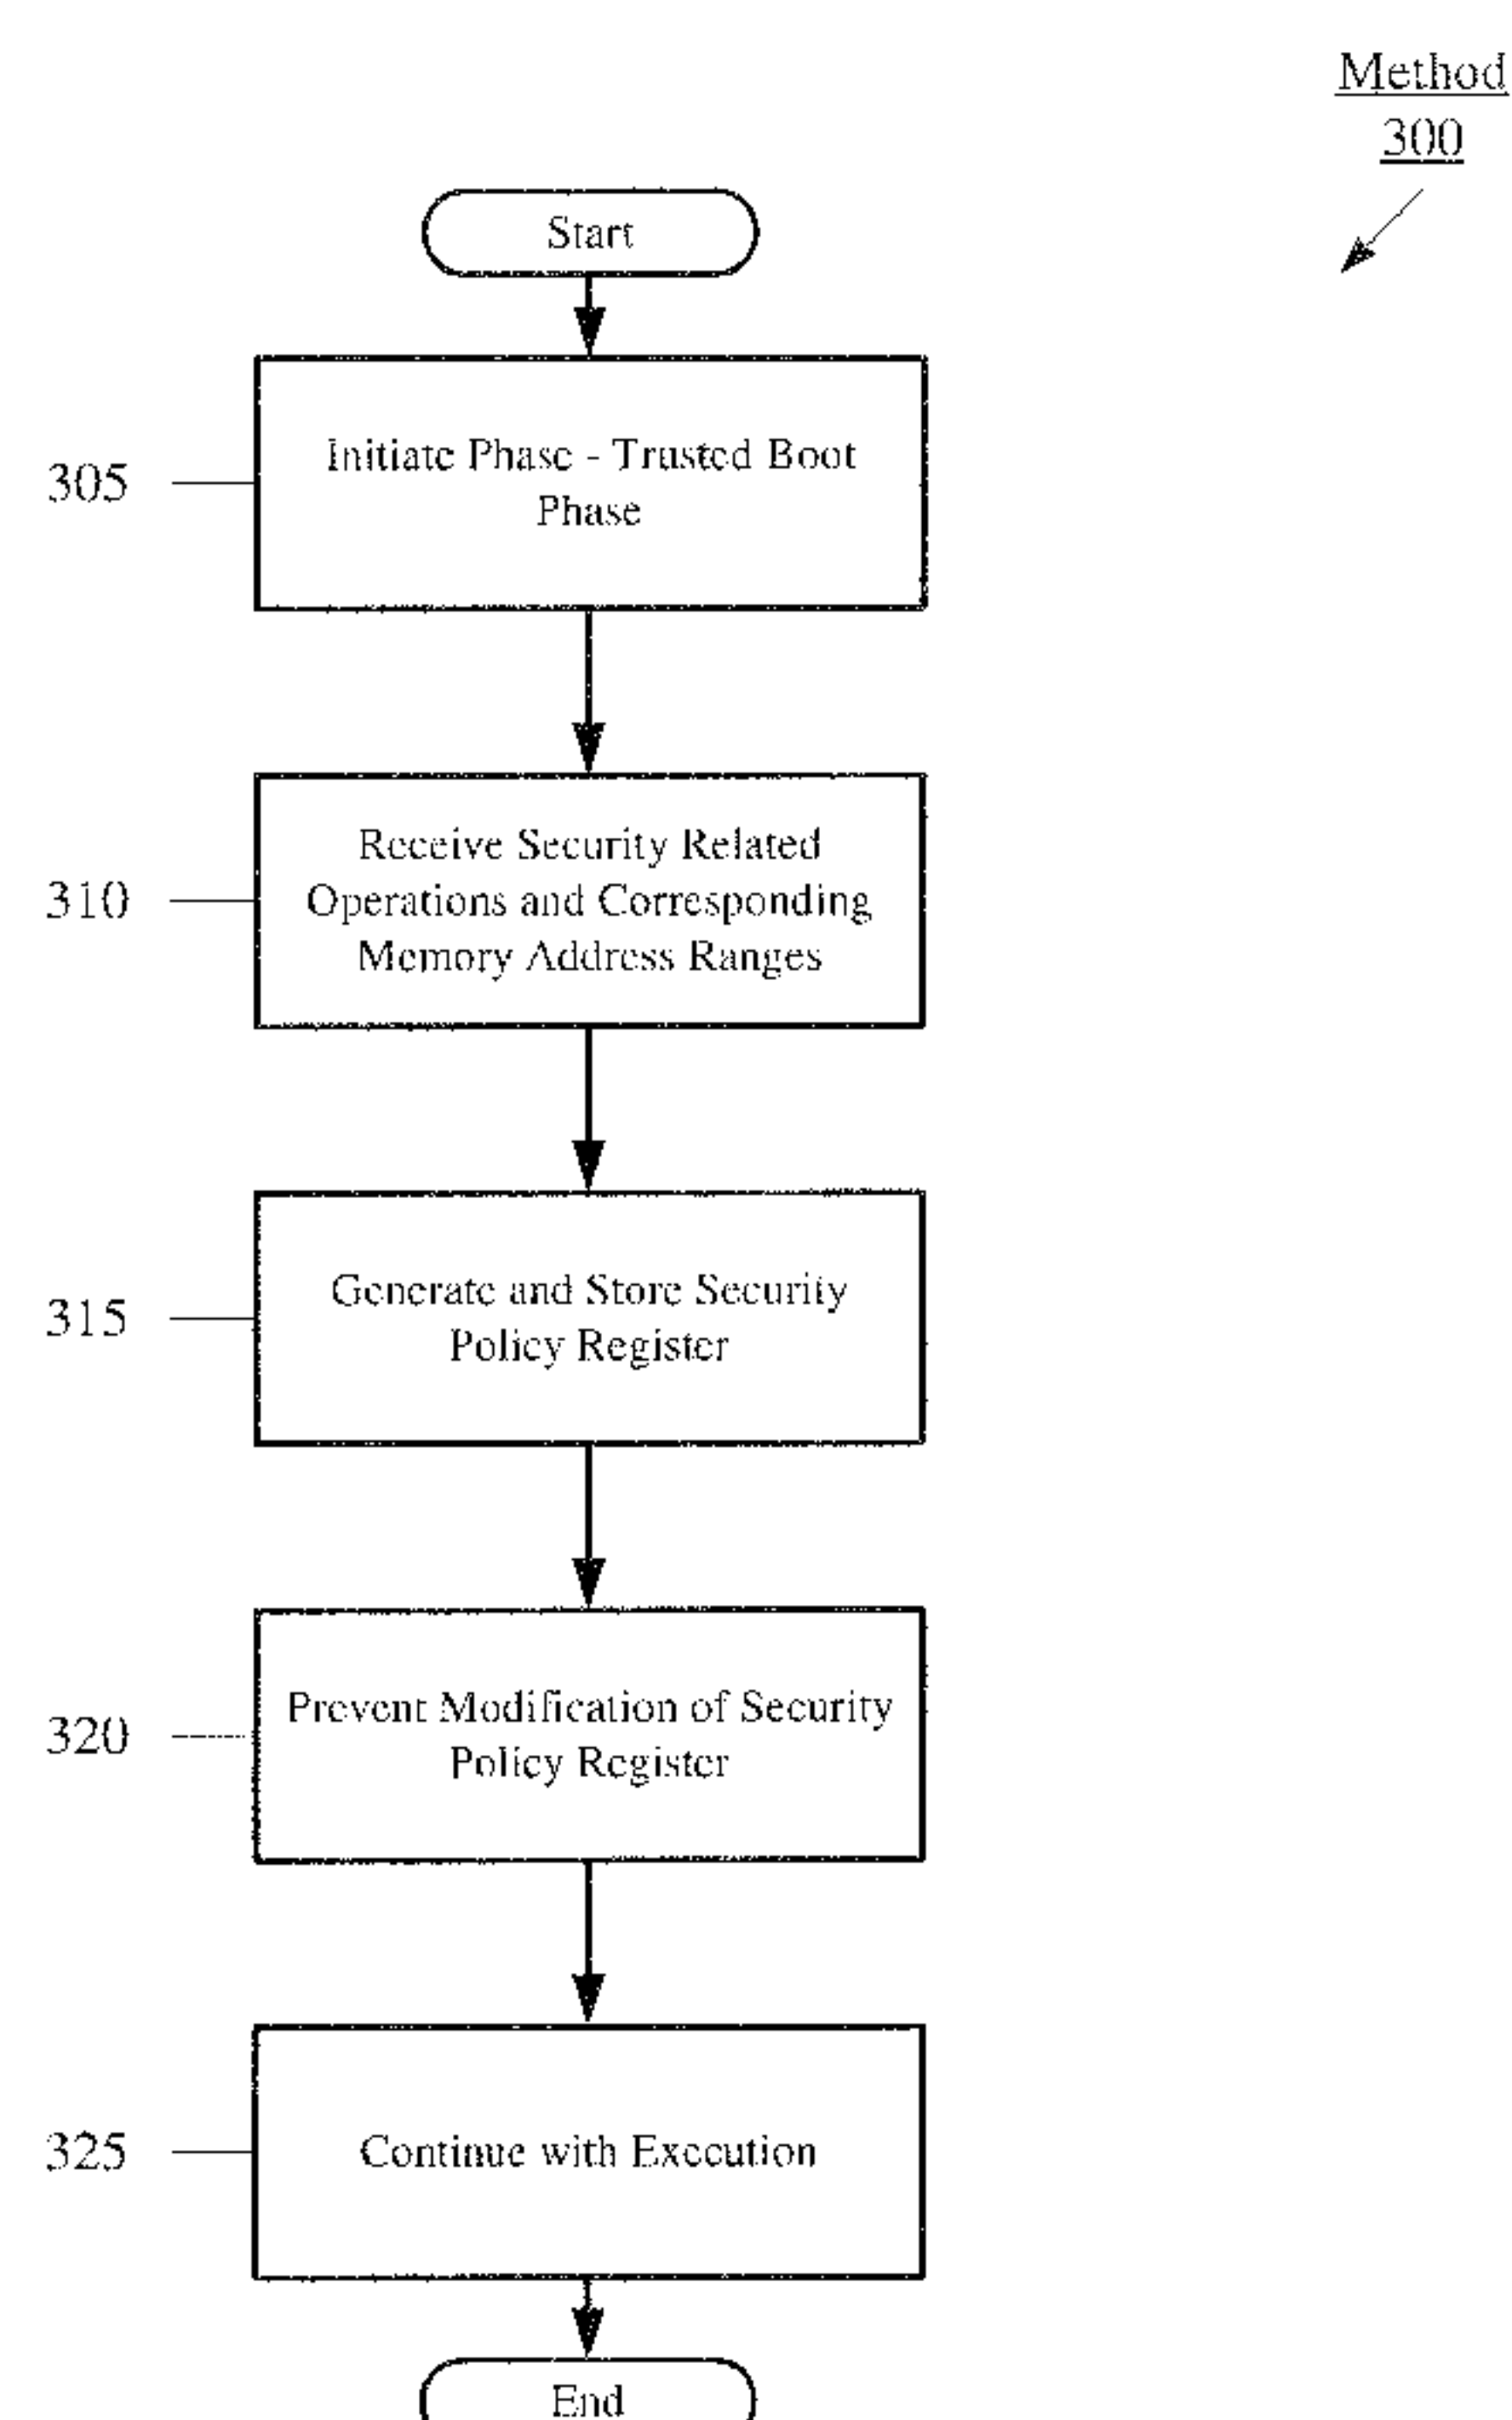 Method
300
Start
305
Initiate Phase - Trusted Boot
Phase
310
Receive Security Related
Operations and Corresponding
Memory Address Ranges
315
Generate and Store Security
Policy Register
320
Prevent Modification of Security
Policy Register
325
Continue with Execution
End